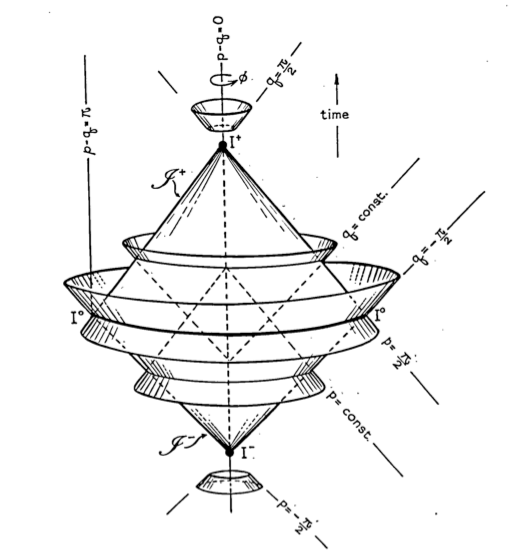 p-q=0
φ
q=π/2
time
p-q=π
I⁺
𝒥⁺
q=const.
q=-π/2
I⁰
I⁰
p=π/2
p=const.
𝒥⁻
I⁻
p=-π/2